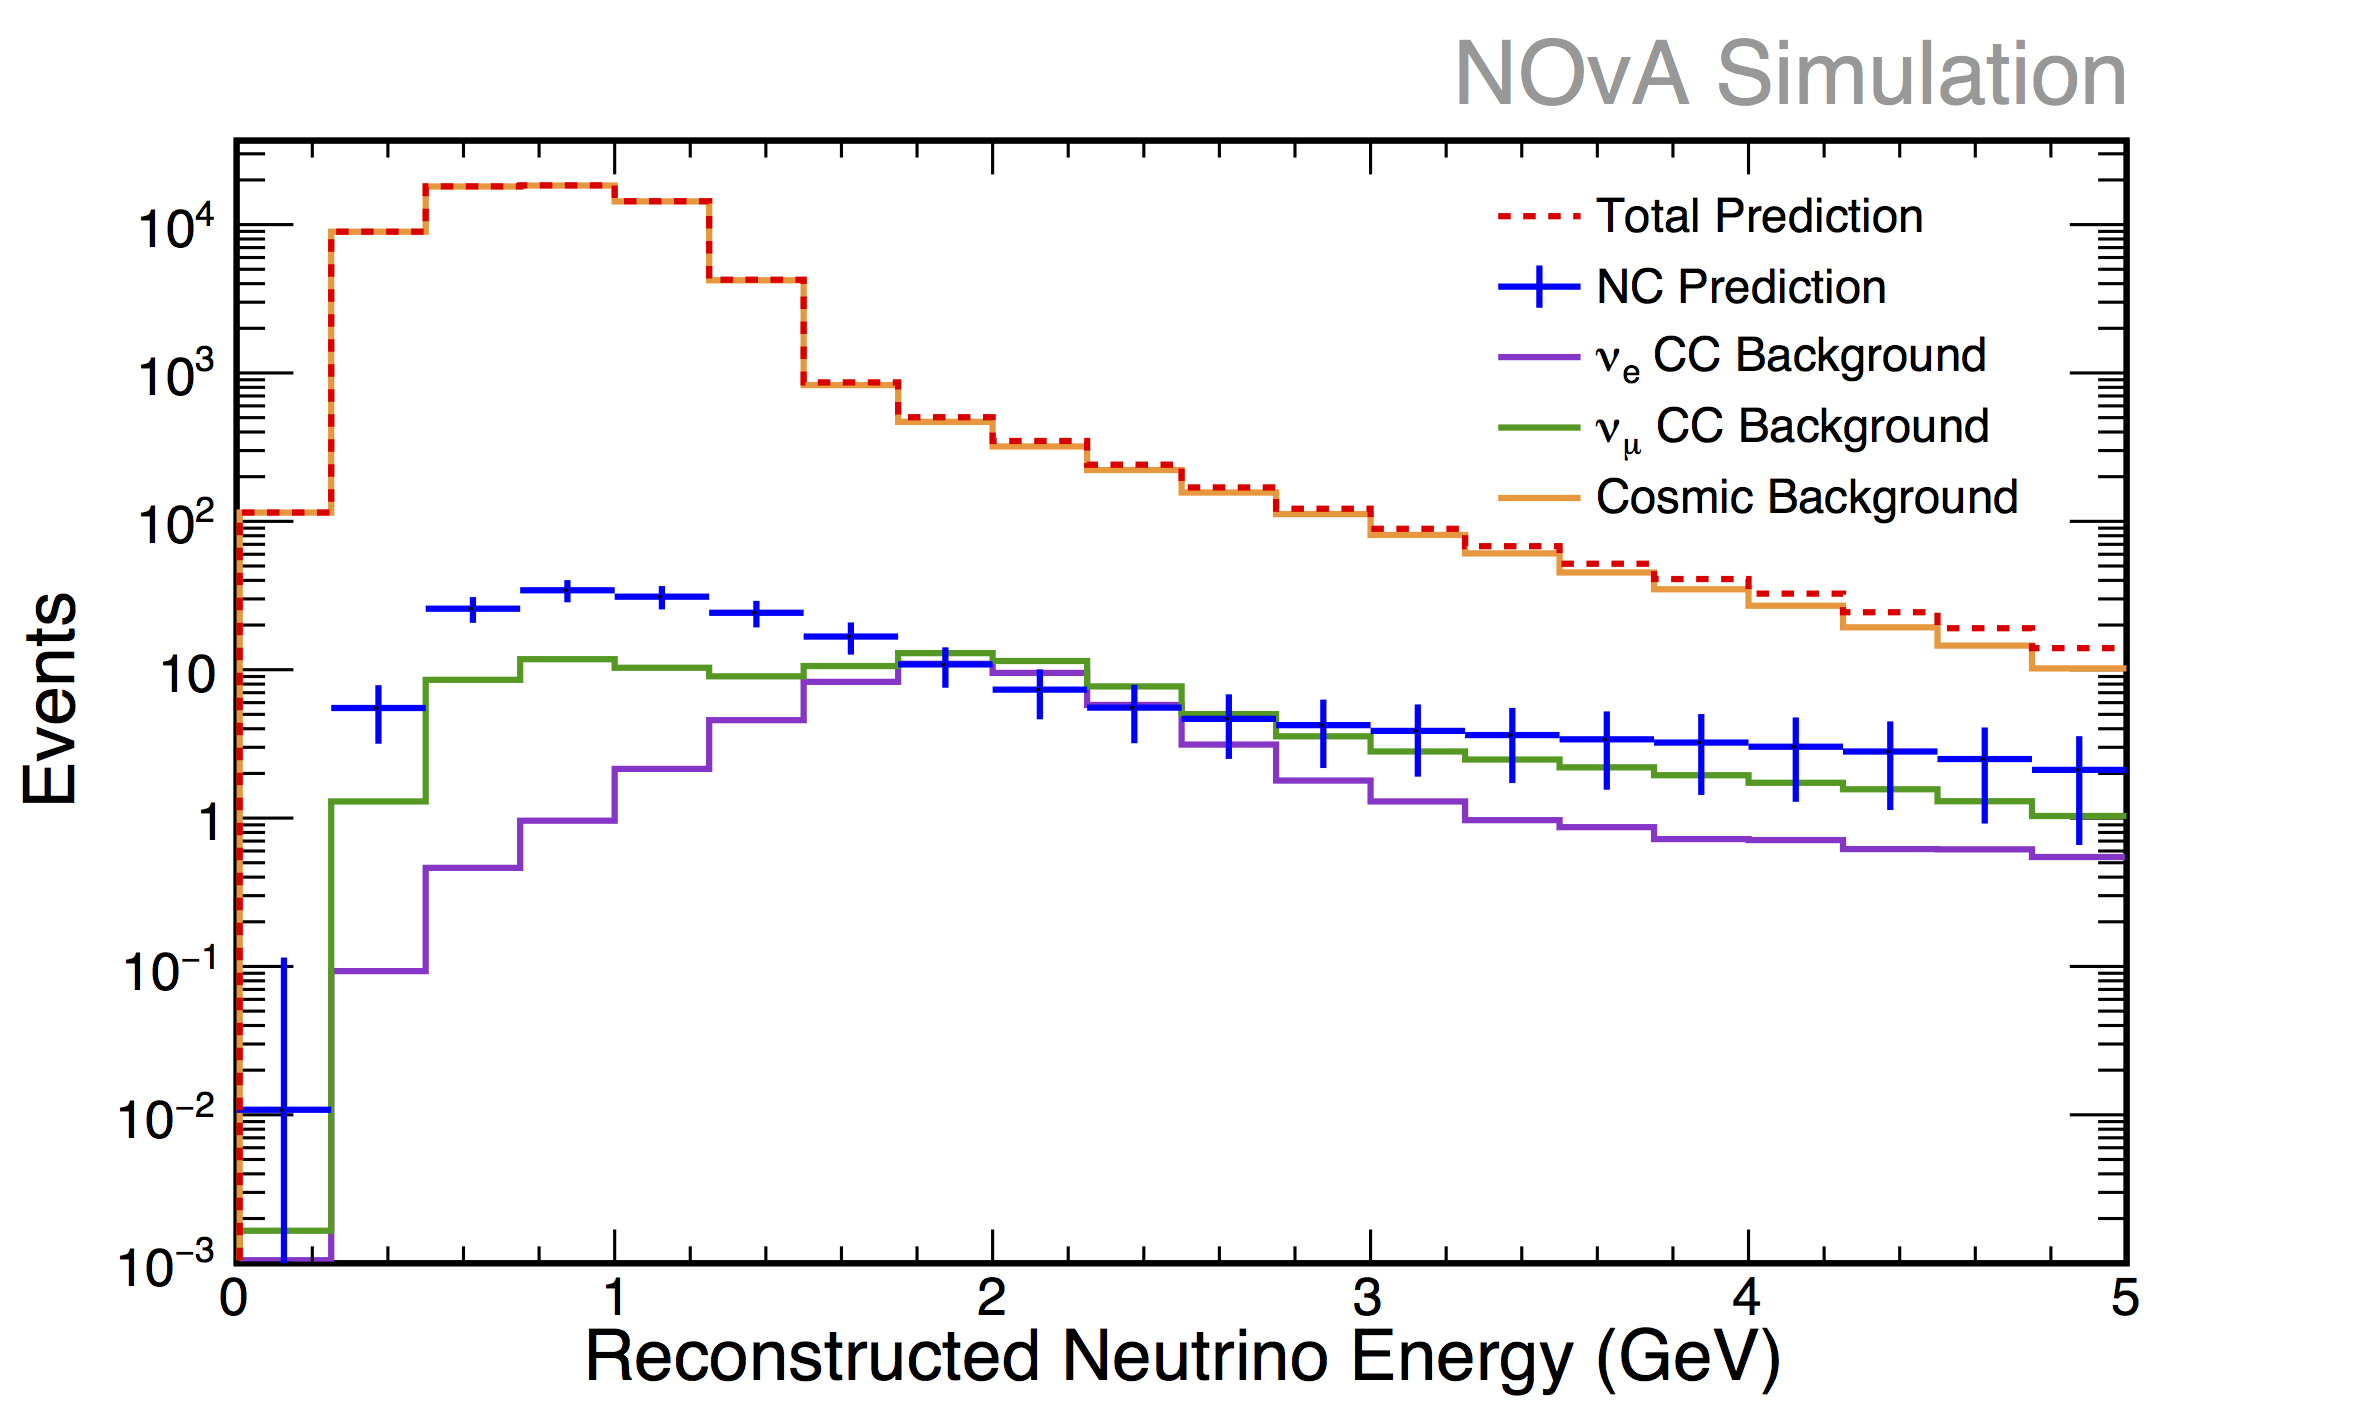 NOvA Simulation
Total Prediction
NC Prediction
νe CC Background
νμ CC Background
Cosmic Background
Events
10⁴
10³
10²
10
1
10⁻¹
10⁻²
10⁻³
0 1 2 3 4 5
Reconstructed Neutrino Energy (GeV)